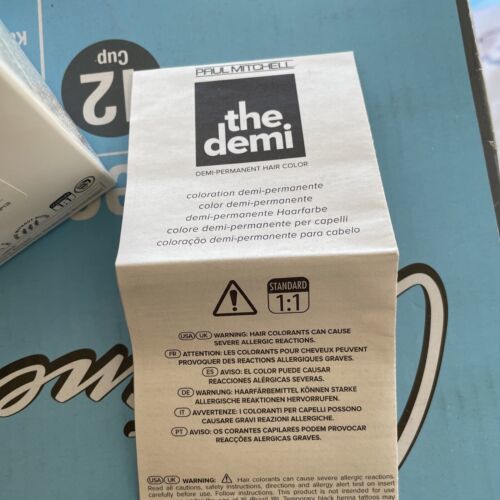 12
Cup
PAUL MITCHELL
the
demi
DEMI-PERMANENT HAIR COLOR
coloration demi-permanente
color demi-permanente
demi-permanente Haarfarbe
colore demi-permanente per capelli
coloração demi-permanente para cabelo
STANDARD
1:1
USA UK WARNING: HAIR COLORANTS CAN CAUSE
SEVERE ALLERGIC REACTIONS.
FR ATTENTION: LES COLORANTS POUR CHEVEUX PEUVENT
PROVOQUER DES REACTIONS ALLERGIQUES GRAVES.
ES AVISO: EL COLOR PUEDE CAUSAR
REACCIONES ALÉRGICAS SEVERAS.
DE WARNUNG: HAARFÄRBEMITTEL KÖNNEN STARKE
ALLERGISCHE REAKTIONEN HERVORRUFEN.
IT AVVERTENZE: I COLORANTI PER CAPELLI POSSONO
CAUSARE GRAVI REAZIONI ALLERGICHE.
PT AVISO: OS CORANTES CAPILARES PODEM PROVOCAR
REACÇÕES ALERGICAS GRAVES.
USA UK WARNING: Hair colorants can cause severe allergic reactions.
Read all cautions, safety directions and allergy alert test on insert
carefully before use. Follow instructions. This product is not intended for use